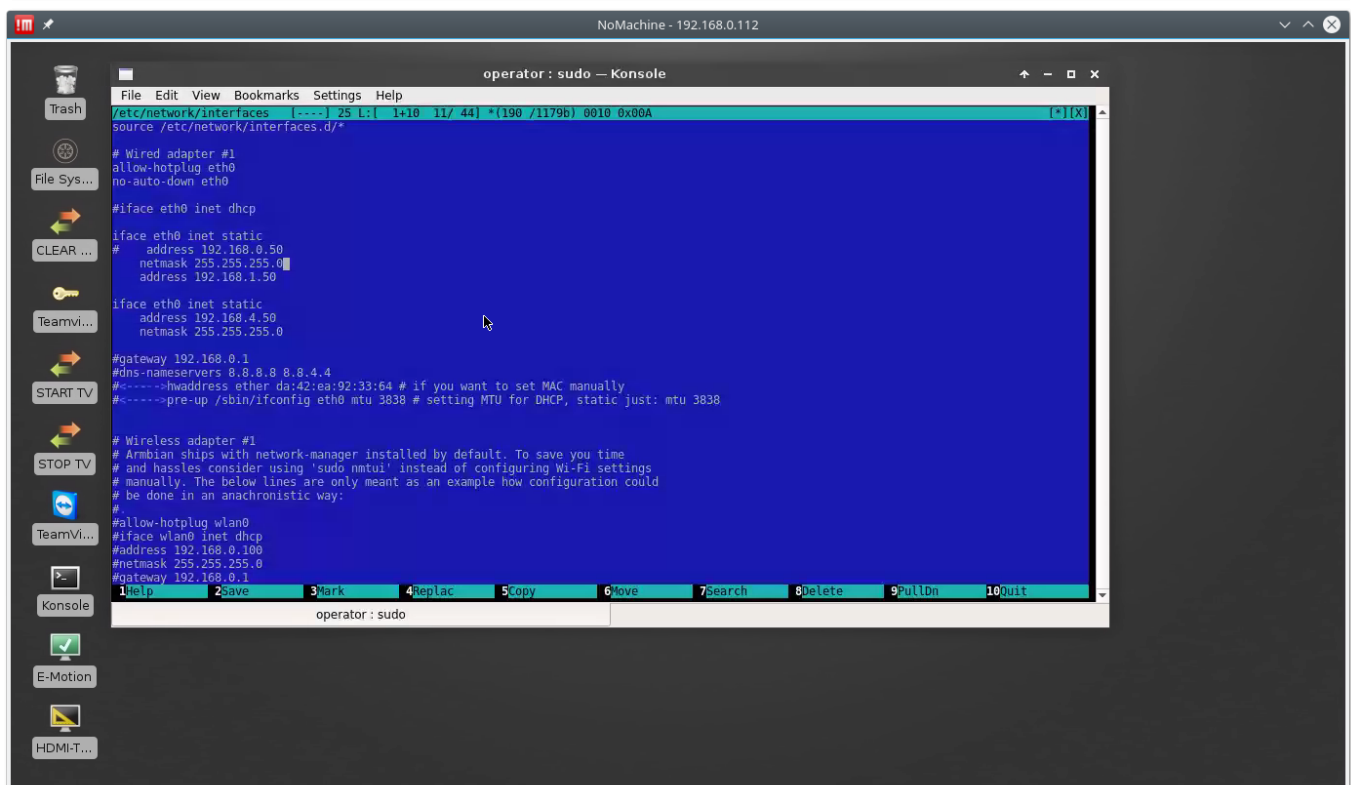 NoMachine - 192.168.0.112
operator : sudo — Konsole
File Edit View Bookmarks Settings Help
/etc/network/interfaces [----] 25 L:[ 1+10 11/ 44] *(190 /1179b) 0010 0x00A [*][X]
source /etc/network/interfaces.d/*
# Wired adapter #1
allow-hotplug eth0
no-auto-down eth0
#iface eth0 inet dhcp
iface eth0 inet static
# address 192.168.0.50
netmask 255.255.255.0
address 192.168.1.50
iface eth0 inet static
address 192.168.4.50
netmask 255.255.255.0
#gateway 192.168.0.1
#dns-nameservers 8.8.8.8 8.8.4.4
#<----->hwaddress ether da:42:ea:92:33:64 # if you want to set MAC manually
#<----->pre-up /sbin/ifconfig eth0 mtu 3838 # setting MTU for DHCP, static just: mtu 3838
# Wireless adapter #1
# Armbian ships with network-manager installed by default. To save you time
# and hassles consider using 'sudo nmtui' instead of configuring Wi-Fi settings
# manually. The below lines are only meant as an example how configuration could
# be done in an anachronistic way:
#.
#allow-hotplug wlan0
#iface wlan0 inet dhcp
#address 192.168.0.100
#netmask 255.255.255.0
#gateway 192.168.0.1
1Help 2Save 3Mark 4Replac 5Copy 6Move 7Search 8Delete 9PullDn 10Quit
operator : sudo
Trash
File Sys...
CLEAR ...
Teamvi...
START TV
STOP TV
TeamVi...
Konsole
E-Motion
HDMI-T...